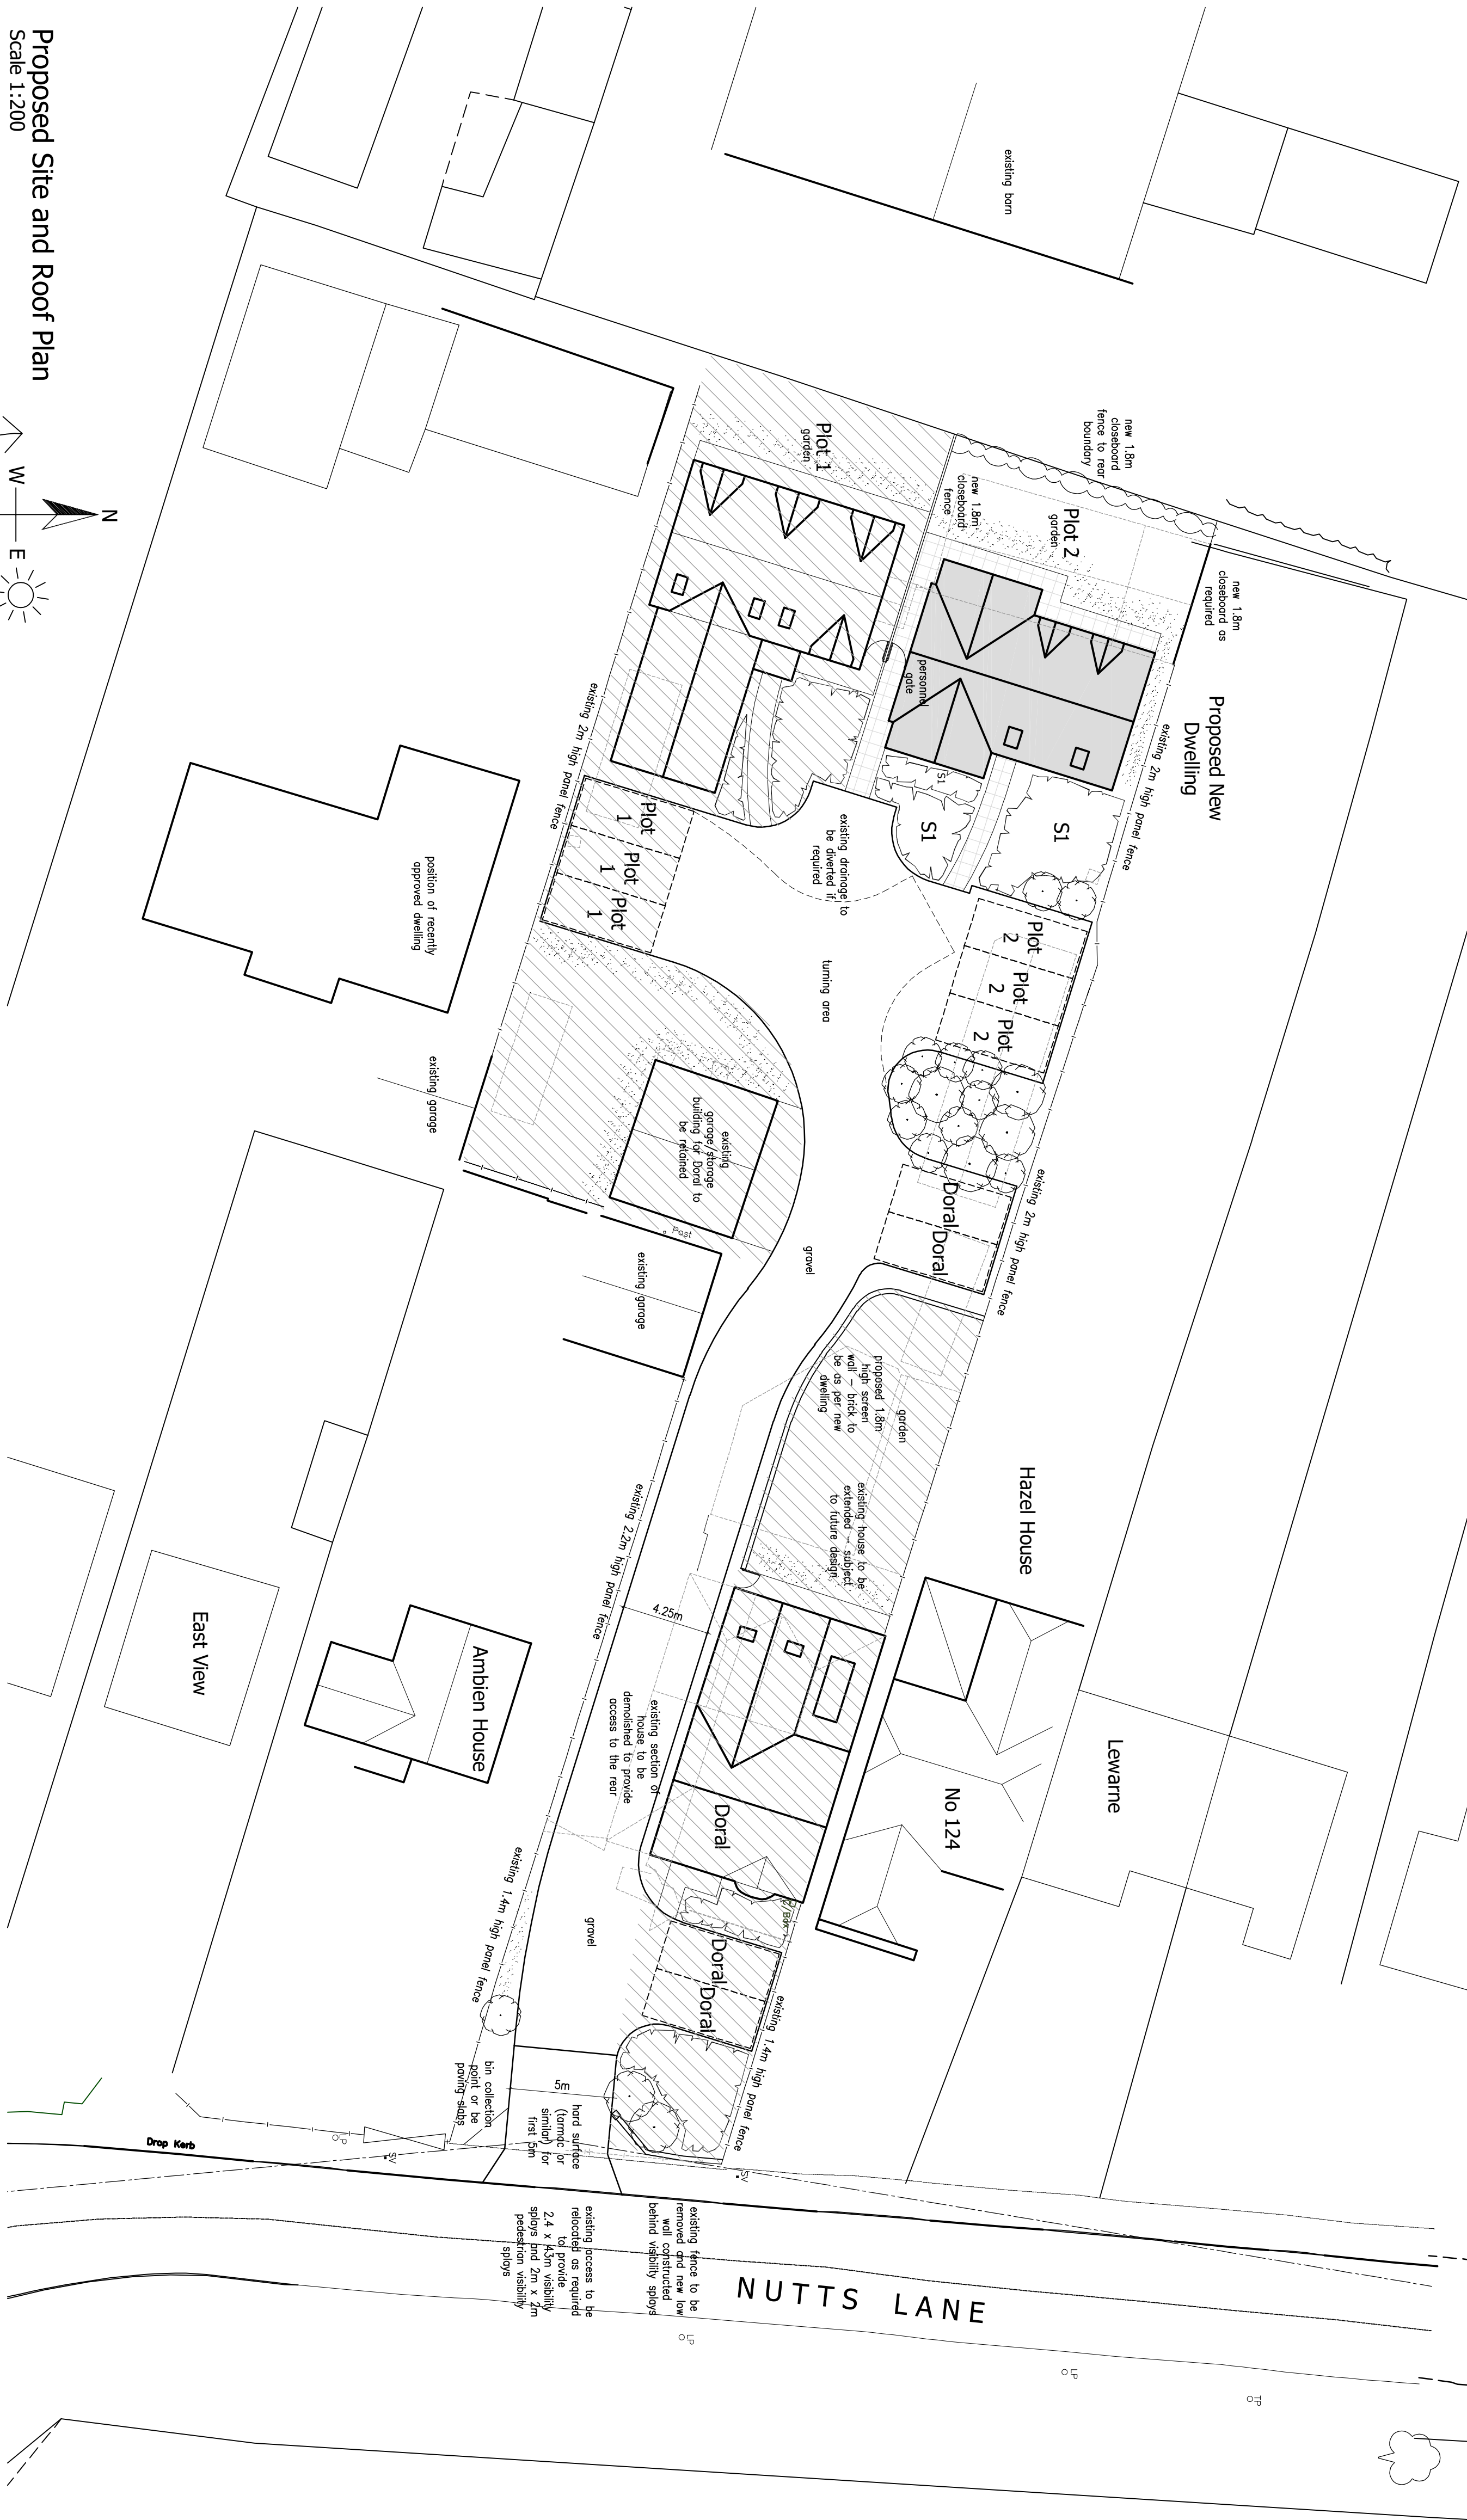 Proposed Site and Roof Plan
Scale 1:200
N
W
E
existing barn
new 1.8m
closeboard
fence to rear
boundary
Plot 1
garden
new 1.8m
closeboard
fence
Plot 2
garden
new 1.8m
closeboard as
required
Proposed New
Dwelling
personnel
gate
existing 2m high panel fence
existing 2m high panel fence
S1
S1
S1
Plot
1
Plot
1
Plot
1
existing drainage to
be diverted if
required
turning area
Plot
2
Plot
2
Plot
2
position of recently
approved dwelling
existing garage
existing
garage/storage
building for Doral to
be retained
Post
existing garage
gravel
Doral
Doral
existing 2m high panel fence
proposed 1.8m
high screen
wall - brick to
be as per new
dwelling
garden
existing house to be
extended - subject
to future design
Hazel House
existing 2.2m high panel fence
4.25m
existing section of
house to be
demolished to provide
access to the rear
Doral
No 124
Lewarne
East View
Ambien House
existing 1.4m high panel fence
gravel
Doral
Doral
existing 1.4m high panel fence
bin collection
point or be
paving slabs
5m
hard surface
(tarmac or
similar) for
first 5m
Drop Kerb
LP
SV
SV
existing access to be
relocated as required
to provide
2.4 x 43m visibility
splays and 2m x 2m
pedestrian visibility
splays
existing fence to be
removed and new low
wall constructed
behind visibility splays
NUTTS LANE
LP
LP
TP